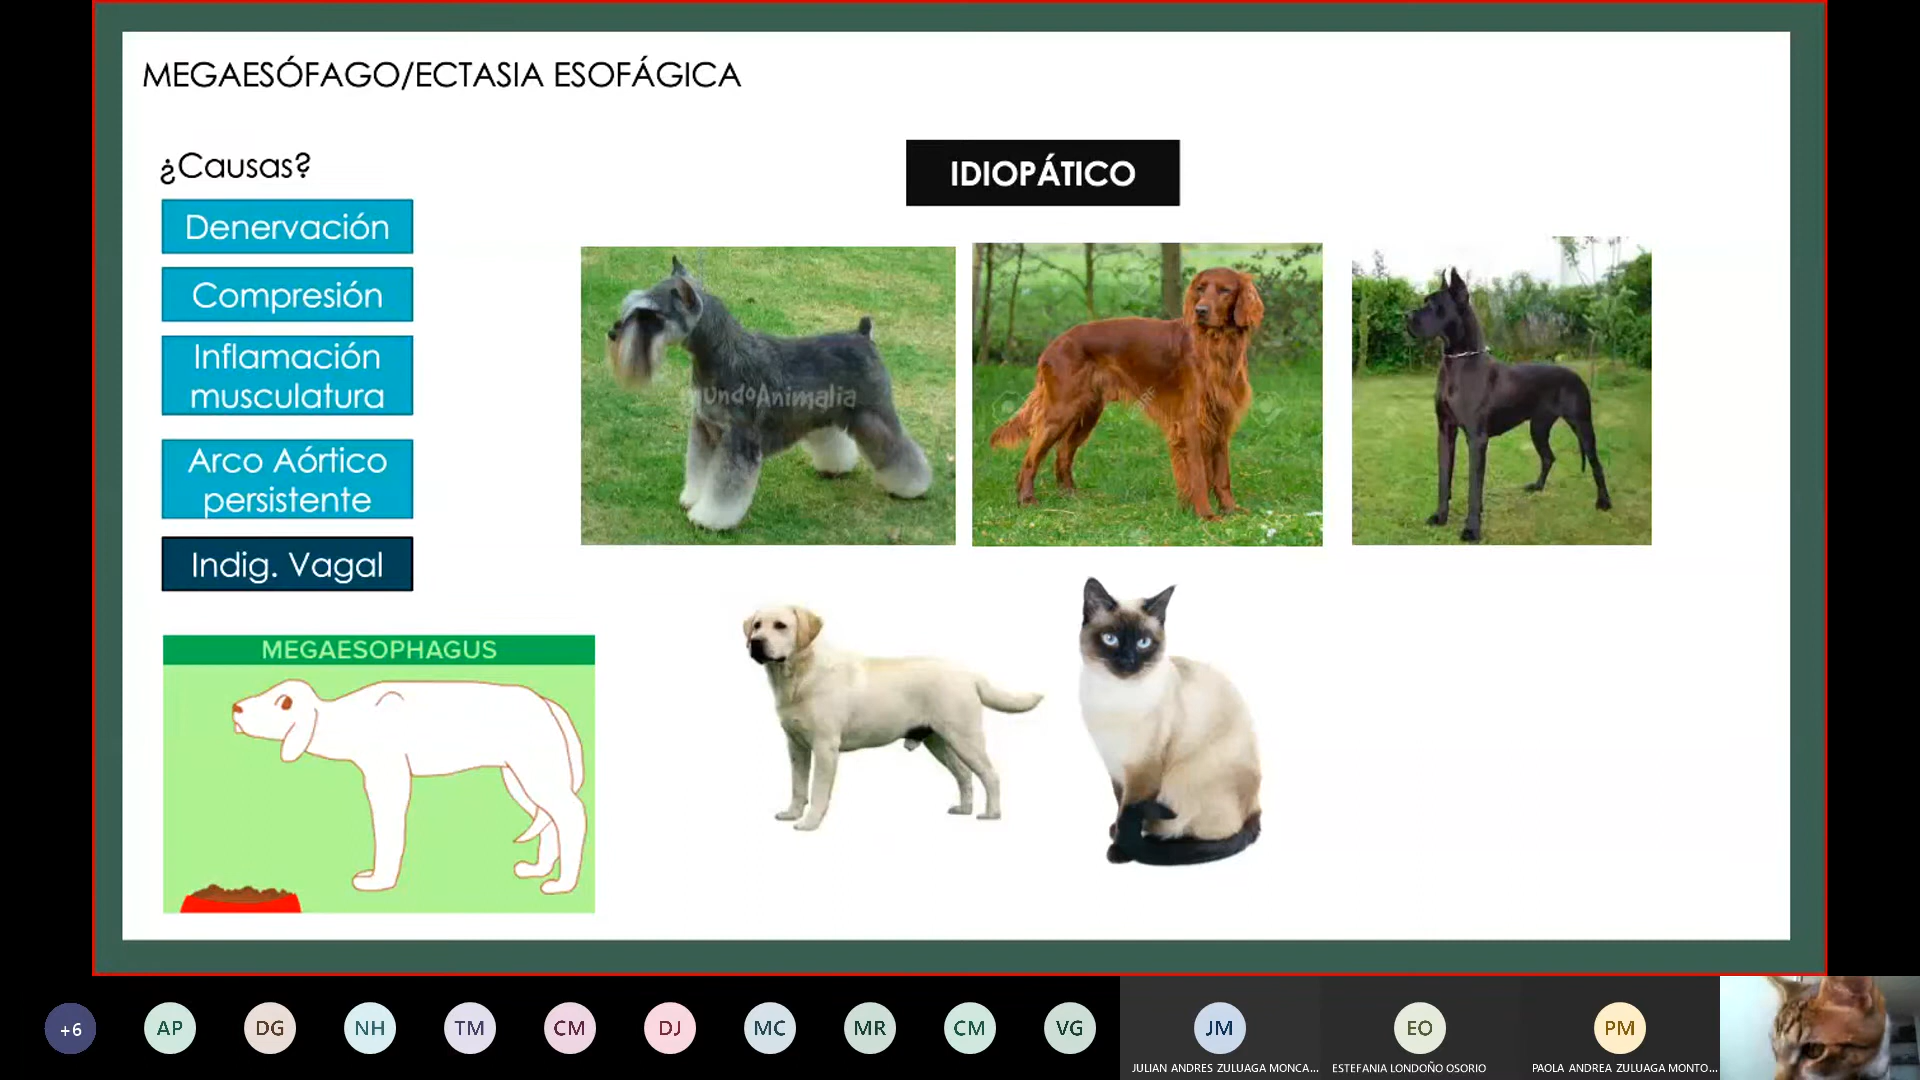 MEGAESÓFAGO/ECTASIA ESOFÁGICA
¿Causas?
Denervación
Compresión
Inflamación
musculatura
Arco Aórtico
persistente
Indig. Vagal
IDIOPÁTICO
mundoAnimalia
MEGAESOPHAGUS
+6
AP
DG
NH
TM
CM
DJ
MC
MR
CM
VG
JM
JULIAN ANDRES ZULUAGA MONCA...
EO
ESTEFANIA LONDOÑO OSORIO
PM
PAOLA ANDREA ZULUAGA MONTO...